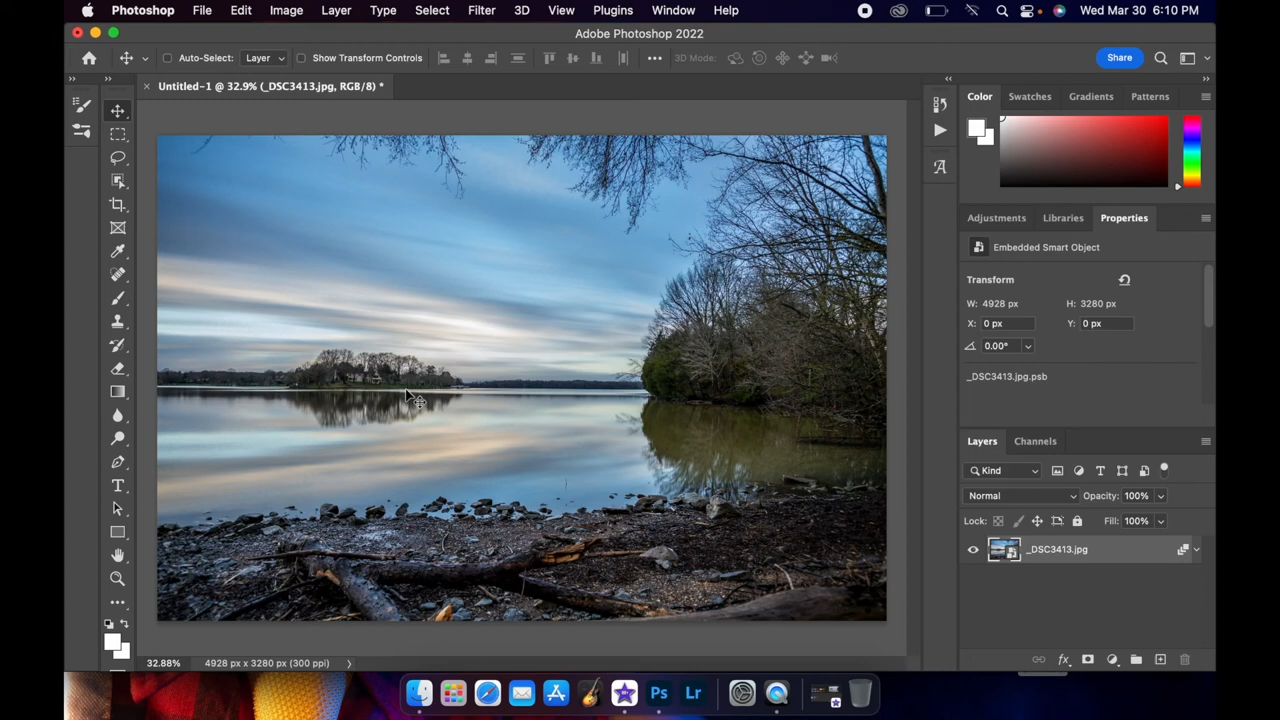 Photoshop File Edit Image Layer Type Select Filter 3D View Plugins Window Help Wed Mar 30 6:10 PM
Adobe Photoshop 2022
Auto-Select: Layer Show Transform Controls 3D Mode: Share
Untitled-1 @ 32.9% (_DSC3413.jpg, RGB/8) *
Color Swatches Gradients Patterns
Adjustments Libraries Properties
Embedded Smart Object
Transform
W: 4928 px H: 3280 px
X: 0 px Y: 0 px
0.00°
_DSC3413.jpg.psb
Layers Channels
Kind
Normal Opacity: 100%
Lock: Fill: 100%
_DSC3413.jpg
fx
32.88% 4928 px x 3280 px (300 ppi)
Ps Lr